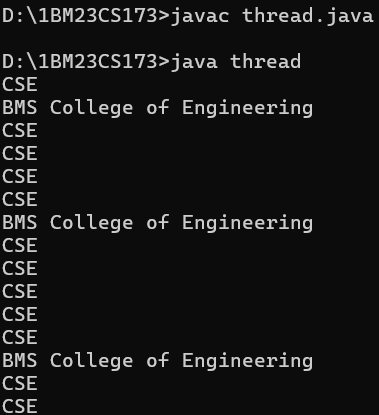 D:\1BM23CS173>javac thread.java
D:\1BM23CS173>java thread
CSE
BMS College of Engineering
CSE
CSE
CSE
CSE
BMS College of Engineering
CSE
CSE
CSE
CSE
CSE
BMS College of Engineering
CSE
CSE